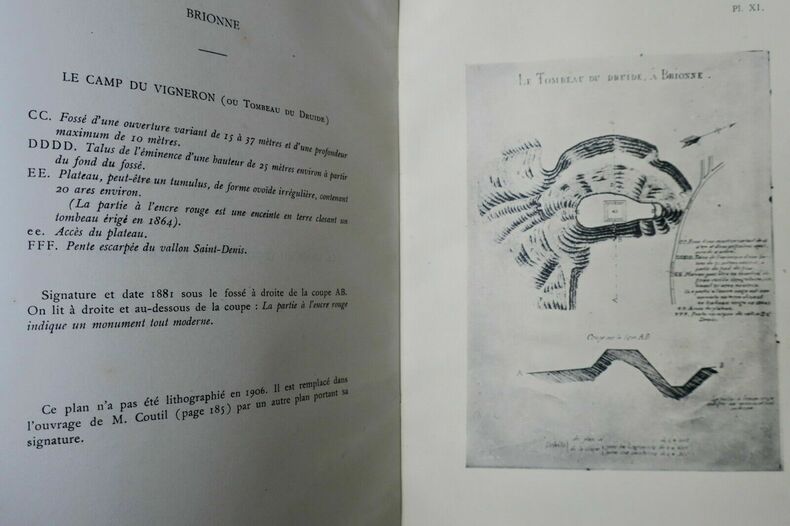 BRIONNE
LE CAMP DU VIGNERON (OU TOMBEAU DU DRUIDE)
CC. Fossé d'une ouverture variant de 15 à 37 mètres et d'une profondeur
maximum de 10 mètres.
DDDD. Talus de l'éminence d'une hauteur de 25 mètres environ à partir
du fond du fossé.
EE. Plateau, peut-être un tumulus, de forme ovoïde irrégulière, contenant
20 ares environ.
(La partie à l'encre rouge est une enceinte en terre closant un
tombeau érigé en 1864).
ee. Accès du plateau.
FFF. Pente escarpée du vallon Saint-Denis.
Signature et date 1881 sous le fossé à droite de la coupe AB.
On lit à droite et au-dessous de la coupe : La partie à l'encre rouge
indique un monument tout moderne.
Ce plan n'a pas été lithographié en 1906. Il est remplacé dans
l'ouvrage de M. Coutil (page 185) par un autre plan portant sa
signature.
Pl. XI.
LE TOMBEAU DU DRUIDE, À BRIONNE.
Coupe sur la ligne AB
A B